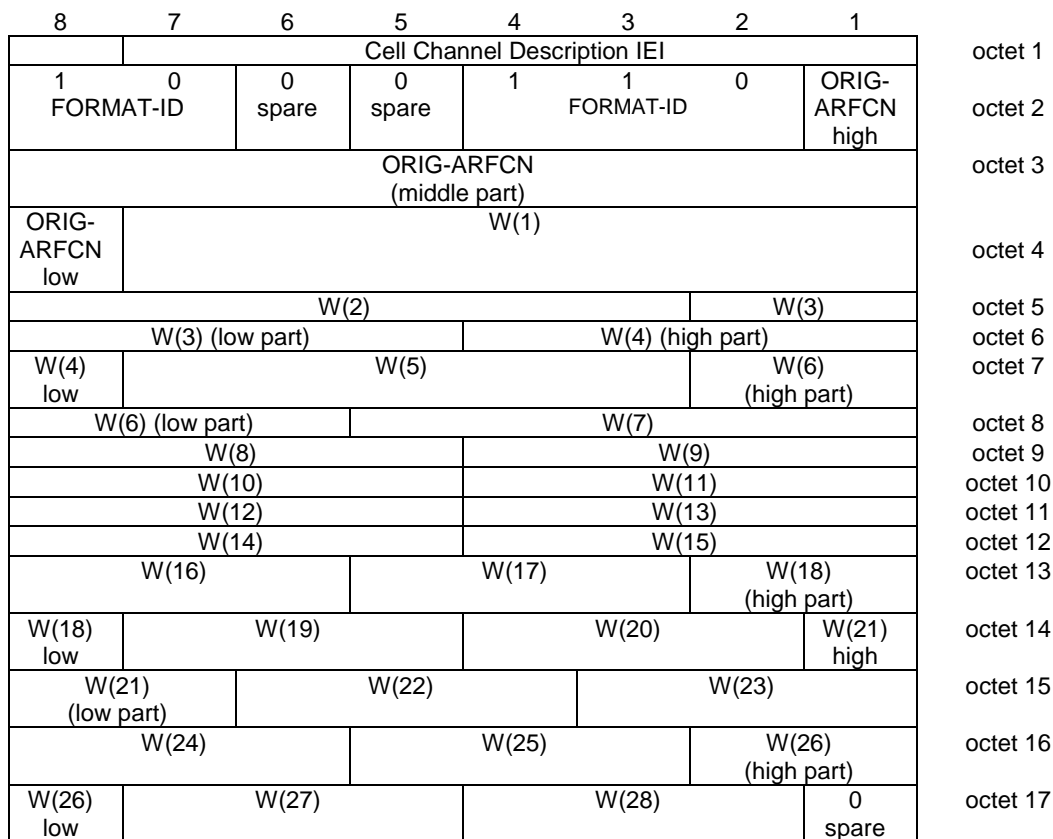 8 7 6 5 4 3 2 1
Cell Channel Description IEI octet 1
1 0 0 0 1 1 0 ORIG-
FORMAT-ID spare spare FORMAT-ID ARFCN octet 2
high
ORIG-ARFCN octet 3
(middle part)
ORIG- W(1)
ARFCN octet 4
low
W(2) W(3) octet 5
W(3) (low part) W(4) (high part) octet 6
W(4) W(5) W(6) octet 7
low (high part)
W(6) (low part) W(7) octet 8
W(8) W(9) octet 9
W(10) W(11) octet 10
W(12) W(13) octet 11
W(14) W(15) octet 12
W(16) W(17) W(18) octet 13
(high part)
W(18) W(19) W(20) W(21) octet 14
low high
W(21) W(22) W(23) octet 15
(low part)
W(24) W(25) W(26) octet 16
(high part)
W(26) W(27) W(28) 0 octet 17
low spare